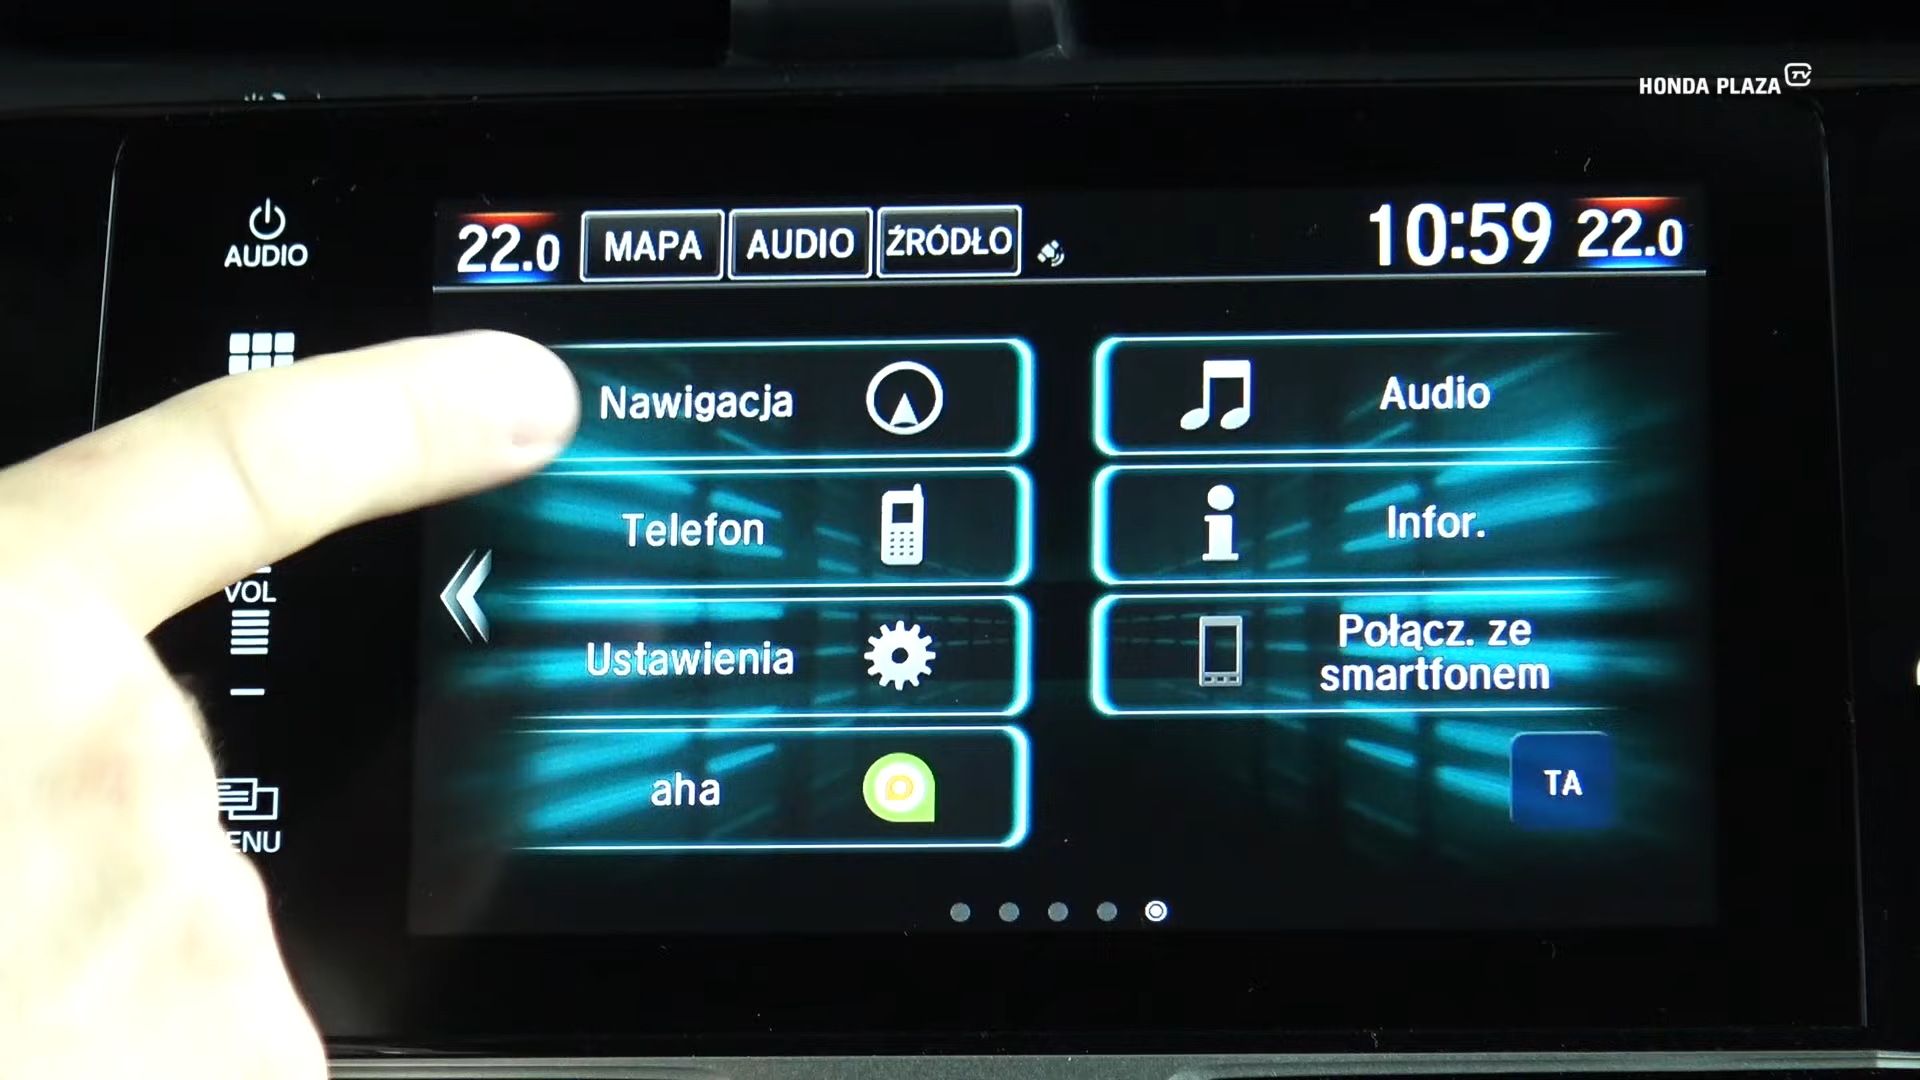 HONDA PLAZA TV
AUDIO
22.0
MAPA
AUDIO
ŹRÓDŁO
10:59
22.0
Nawigacja
Audio
Telefon
Infor.
VOL
Ustawienia
Połącz. ze
smartfonem
aha
TA
ENU